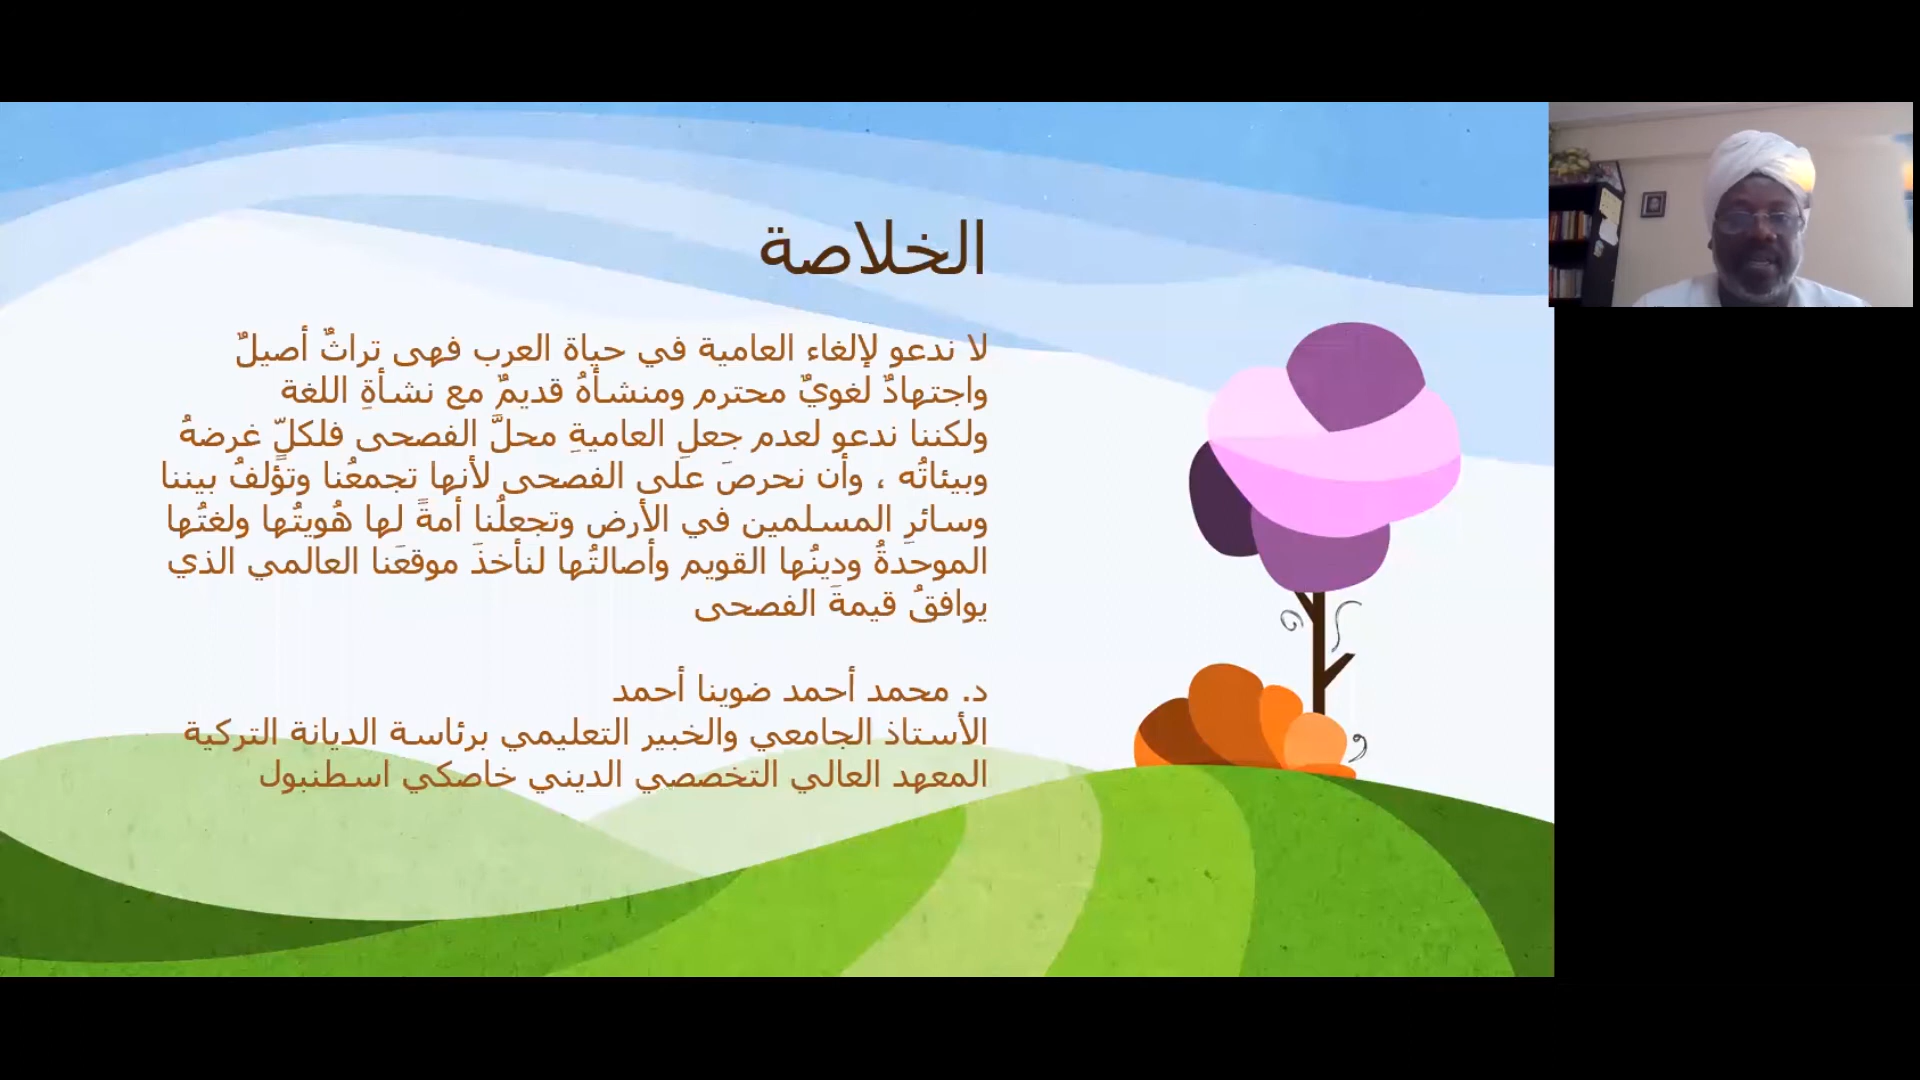 الخلاصة
لا ندعو لإلغاء العامية في حياة العرب فهى تراثٌ أصيلٌ
واجتهادٌ لغويٌ محترم ومنشأهُ قديمٌ مع نشأةِ اللغة
ولكننا ندعو لعدم جعلِ العاميةِ محلَّ الفصحى فلكلٍّ غرضهُ
وبيئاتُه ، وأن نحرصَ على الفصحى لأنها تجمعُنا وتؤلفُ بيننا
وسائرِ المسلمين في الأرض وتجعلُنا أمةً لها هُويتُها ولغتُها
الموحدةُ ودينُها القويم وأصالتُها لنأخذَ موقعَنا العالمي الذي
يوافقُ قيمةَ الفصحى
د. محمد أحمد ضوينا أحمد
الأستاذ الجامعي والخبير التعليمي برئاسة الديانة التركية
المعهد العالي التخصصي الديني خاصكي اسطنبول